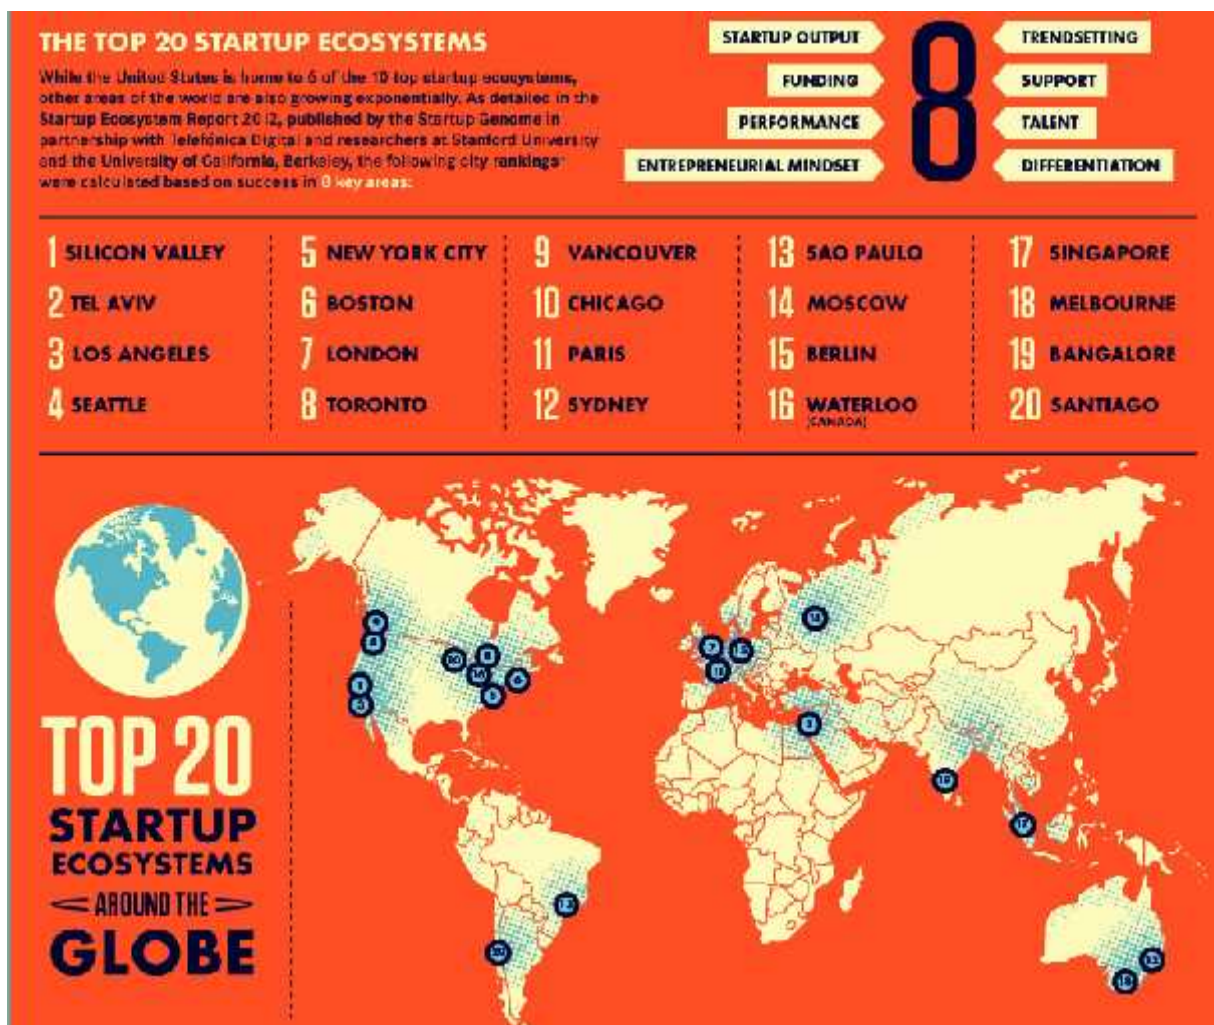 THE TOP 20 STARTUP ECOSYSTEMS
While the United States is home to 6 of the 10 top startup ecosystems,
other areas of the world are also growing exponentially. As detailed in the
Startup Ecosystem Report 2012, published by the Startup Genome in
partnership with Telefónica Digital and researchers at Stanford University
and the University of California, Berkeley, the following city rankings
were calculated based on success in 8 key areas:
STARTUP OUTPUT
FUNDING
PERFORMANCE
ENTREPRENEURIAL MINDSET
8
TRENDSETTING
SUPPORT
TALENT
DIFFERENTIATION
1 SILICON VALLEY
2 TEL AVIV
3 LOS ANGELES
4 SEATTLE
5 NEW YORK CITY
6 BOSTON
7 LONDON
8 TORONTO
9 VANCOUVER
10 CHICAGO
11 PARIS
12 SYDNEY
13 SAO PAULO
14 MOSCOW
15 BERLIN
16 WATERLOO
(CANADA)
17 SINGAPORE
18 MELBOURNE
19 BANGALORE
20 SANTIAGO
TOP 20
STARTUP
ECOSYSTEMS
AROUND THE
GLOBE
1
7
17